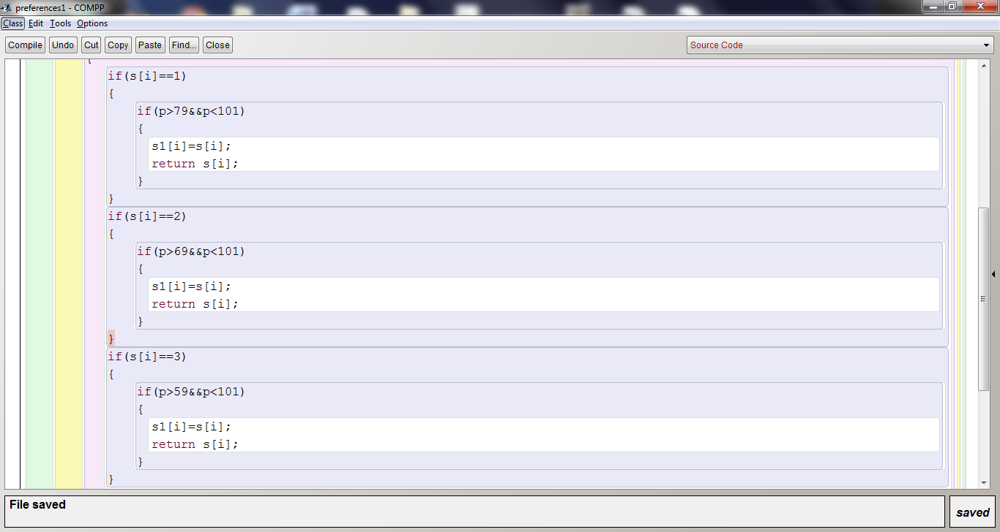 preferences1 - COMPP
Class Edit Tools Options
Compile Undo Cut Copy Paste Find... Close Source Code
{
if(s[i]==1)
{
if(p>79&&p<101)
{
s1[i]=s[i];
return s[i];
}
}
if(s[i]==2)
{
if(p>69&&p<101)
{
s1[i]=s[i];
return s[i];
}
}
if(s[i]==3)
{
if(p>59&&p<101)
{
s1[i]=s[i];
return s[i];
}
}
File saved
saved